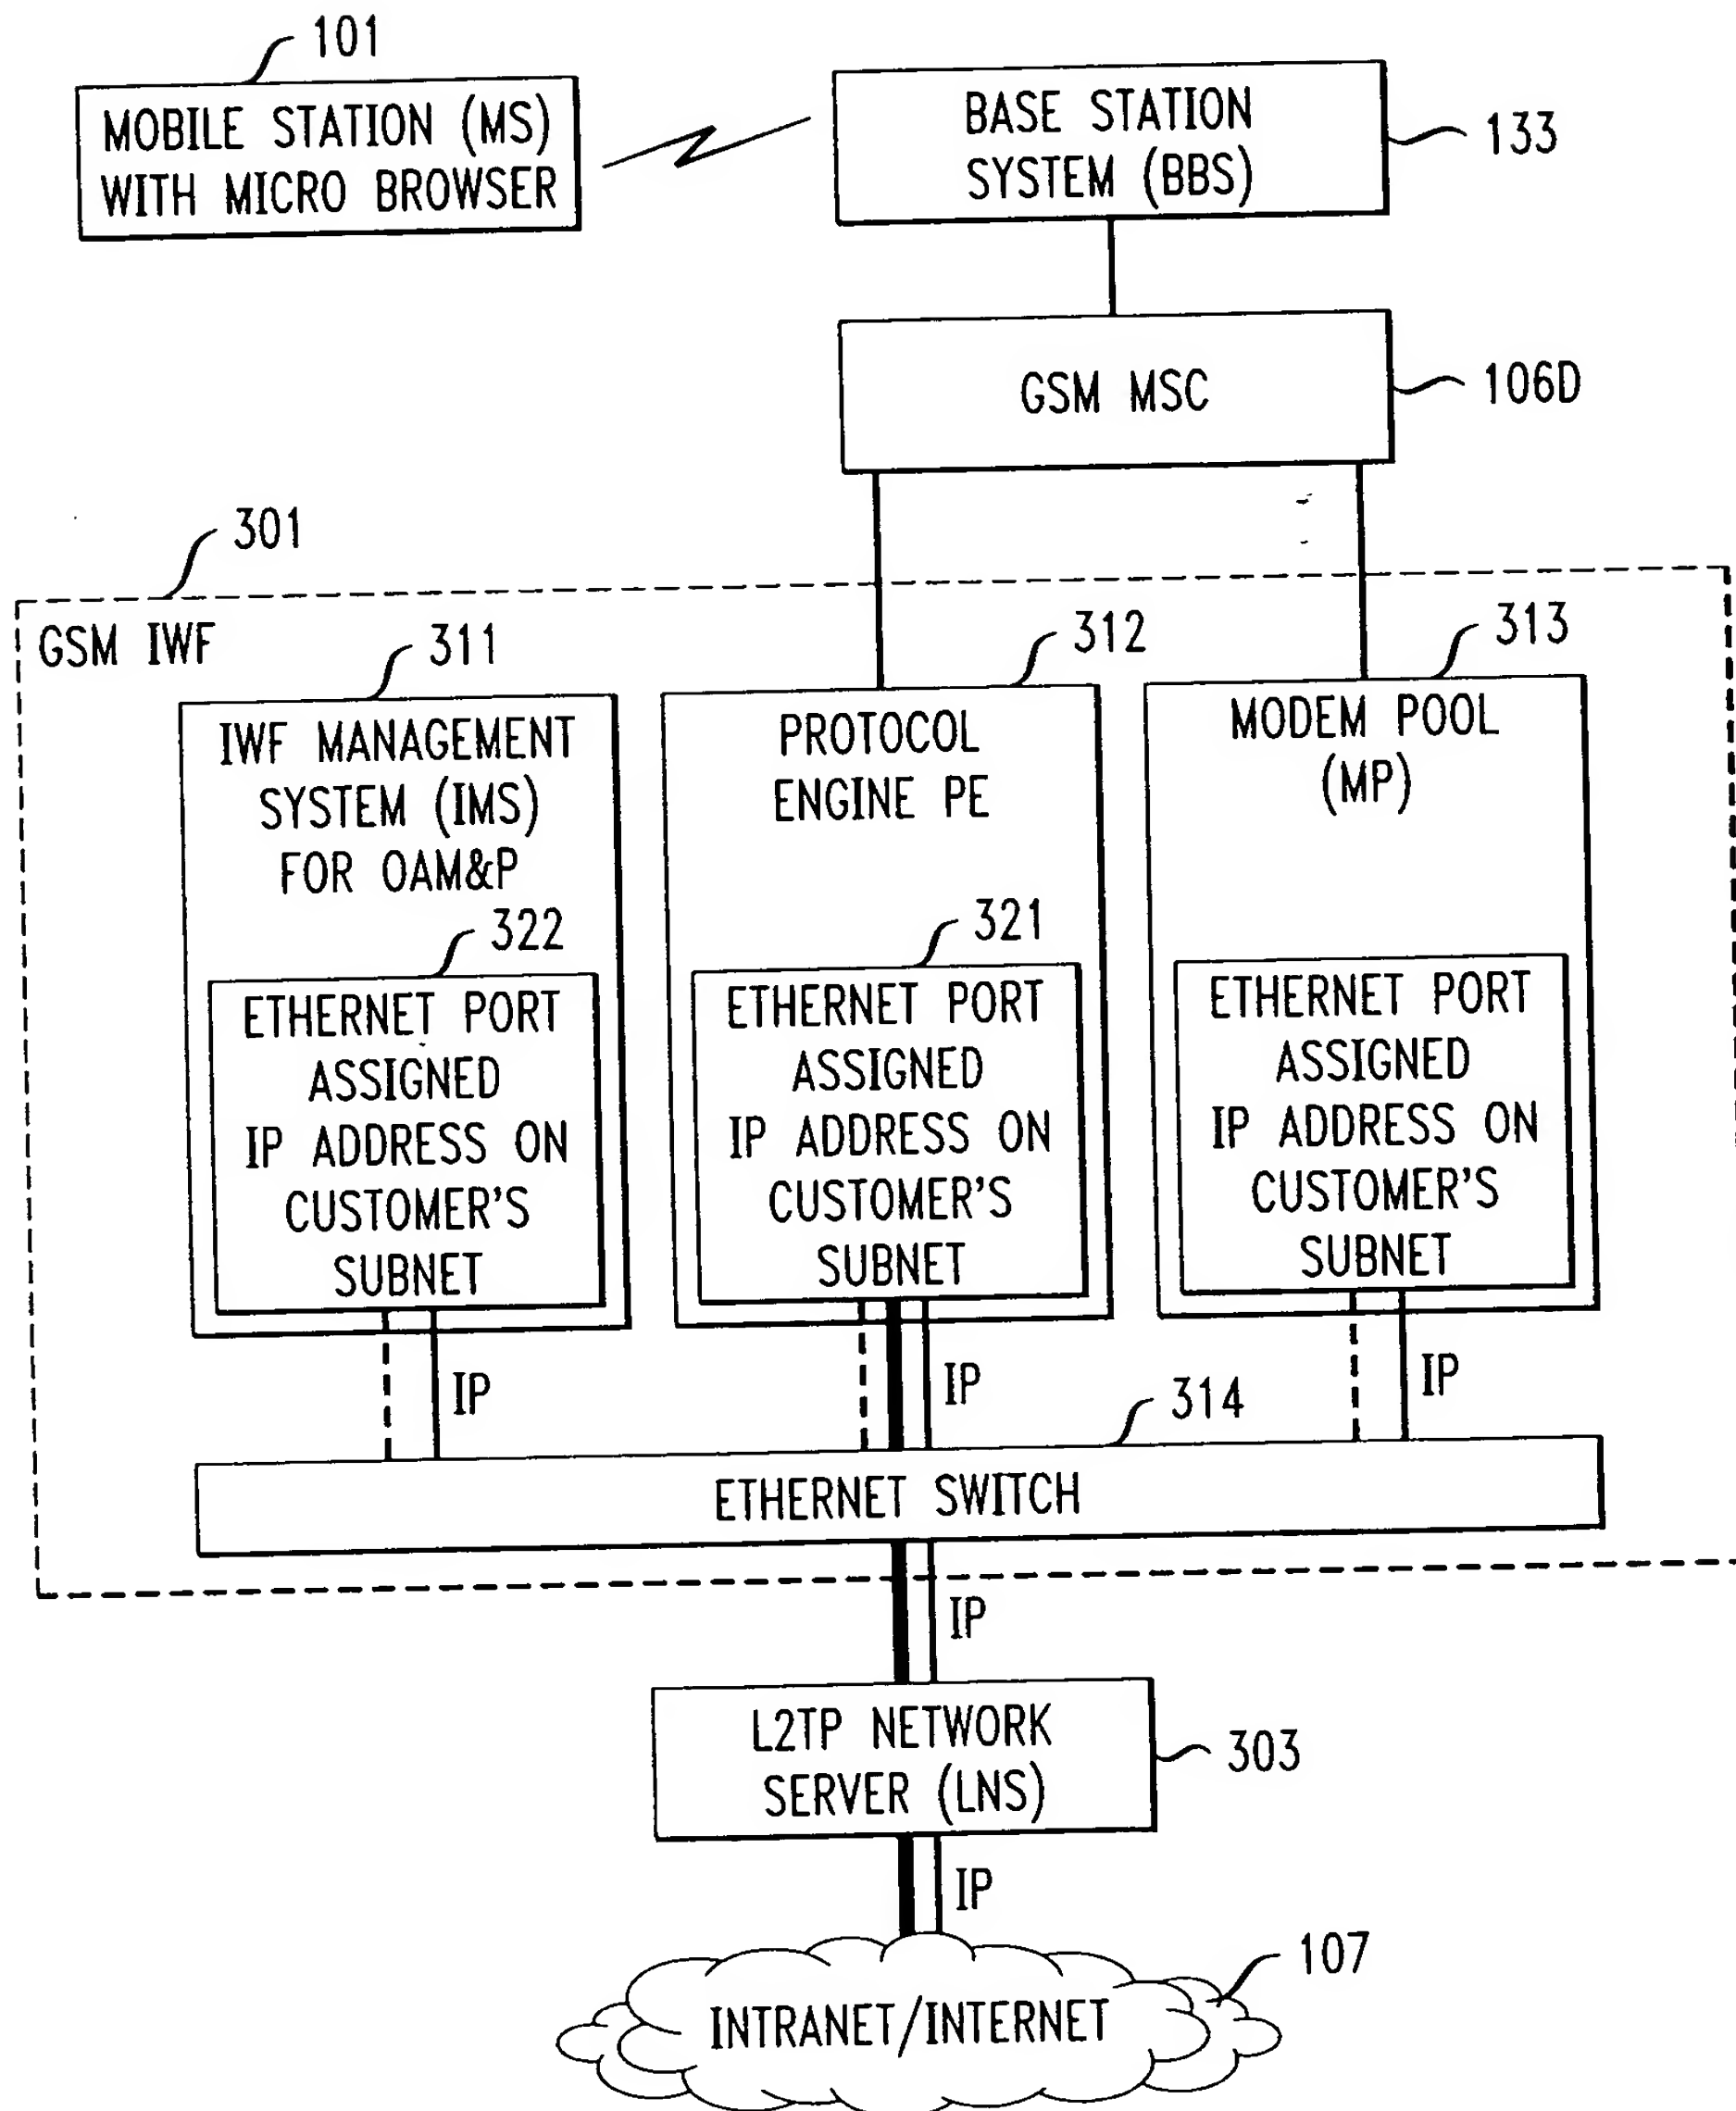 101
MOBILE STATION (MS)
WITH MICRO BROWSER
BASE STATION
SYSTEM (BBS)
133
GSM MSC
106D
301
GSM IWF
311
IWF MANAGEMENT
SYSTEM (IMS)
FOR OAM&P
322
ETHERNET PORT
ASSIGNED
IP ADDRESS ON
CUSTOMER'S
SUBNET
312
PROTOCOL
ENGINE PE
321
ETHERNET PORT
ASSIGNED
IP ADDRESS ON
CUSTOMER'S
SUBNET
313
MODEM POOL
(MP)
ETHERNET PORT
ASSIGNED
IP ADDRESS ON
CUSTOMER'S
SUBNET
IP
IP
IP
314
ETHERNET SWITCH
IP
L2TP NETWORK
SERVER (LNS)
303
IP
107
INTRANET/INTERNET